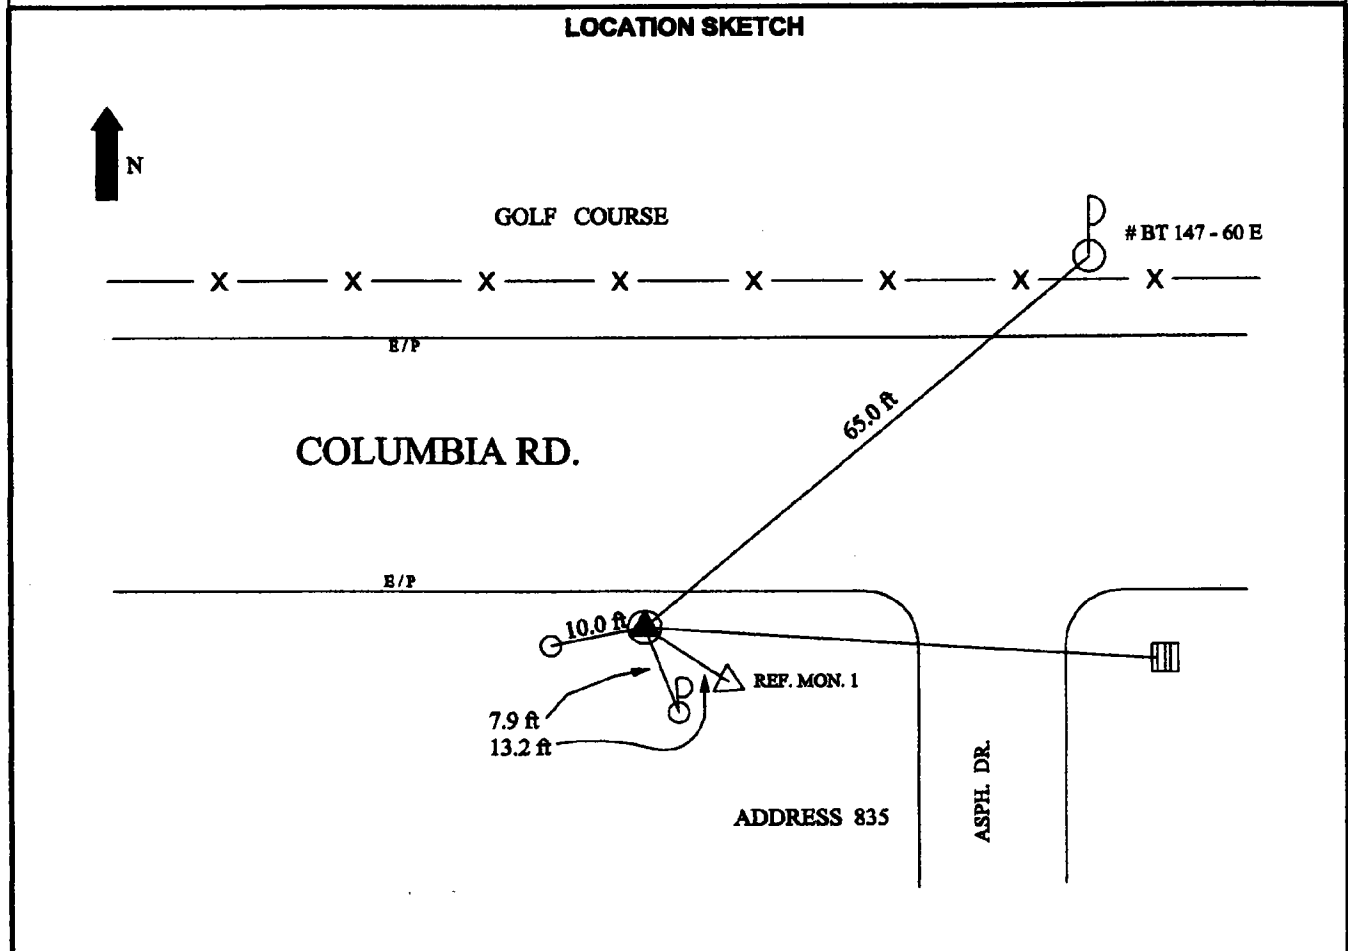 LOCATION SKETCH
N
GOLF COURSE
# BT 147 - 60 E
X X X X X X X X
E / P
65.0 ft
COLUMBIA RD.
E / P
10.0 ft
REF. MON. 1
7.9 ft
13.2 ft
ASPH. DR.
ADDRESS 835